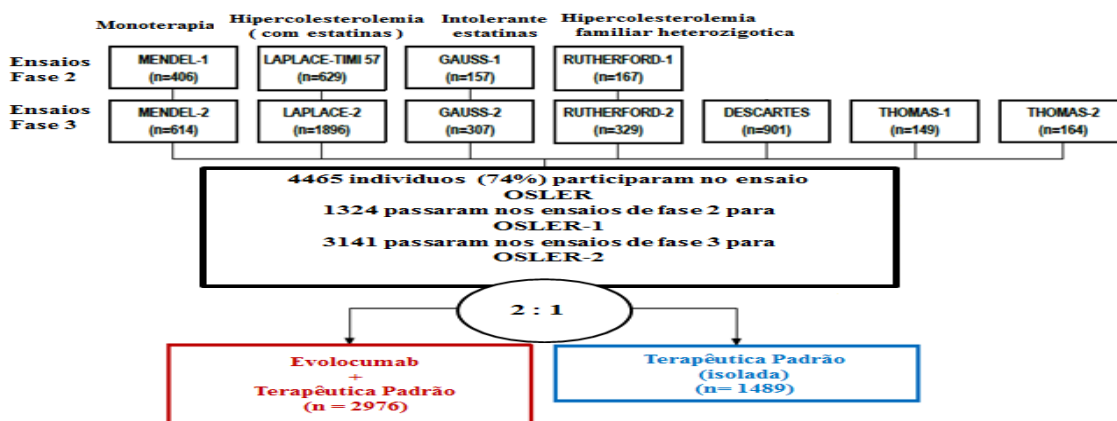 Monoterapia
Hipercolesterolemia
( com estatinas )
Intolerante
estatinas
Hipercolesterolemia
familiar heterozigotica
Ensaios
Fase 2
MENDEL-1
(n=406)
LAPLACE-TIMI 57
(n=629)
GAUSS-1
(n=157)
RUTHERFORD-1
(n=167)
Ensaios
Fase 3
MENDEL-2
(n=614)
LAPLACE-2
(n=1896)
GAUSS-2
(n=307)
RUTHERFORD-2
(n=329)
DESCARTES
(n=901)
THOMAS-1
(n=149)
THOMAS-2
(n=164)
4465 individuos (74%) participaram no ensaio
OSLER
1324 passaram nos ensaios de fase 2 para
OSLER-1
3141 passaram nos ensaios de fase 3 para
OSLER-2
2 : 1
Evolocumab
+
Terapêutica Padrão
(n = 2976)
Terapêutica Padrão
(isolada)
(n= 1489)